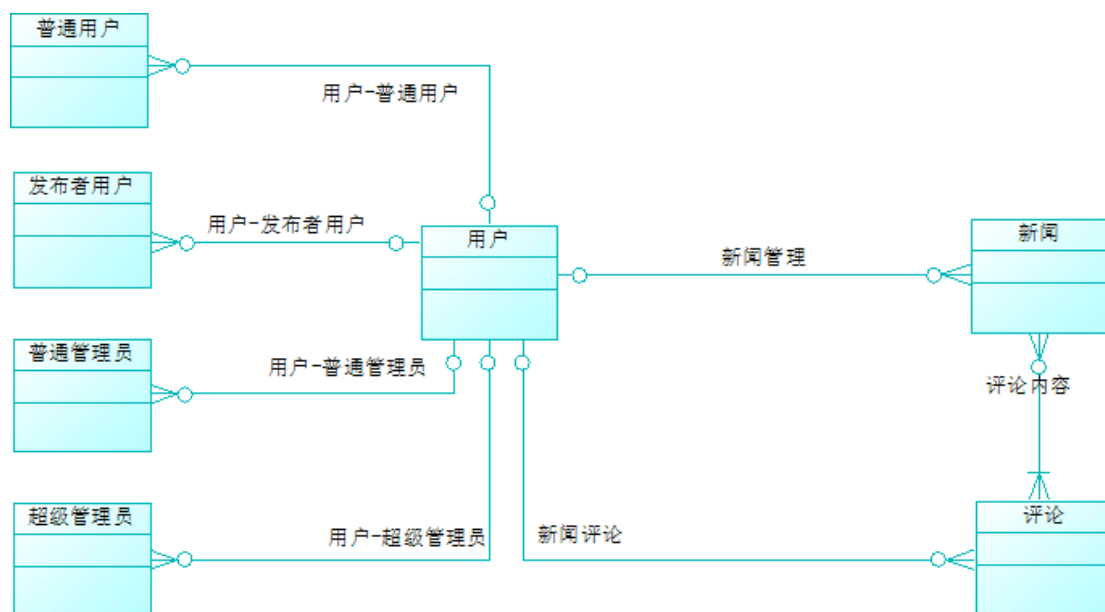 普通用户
用户-普通用户
发布者用户
用户-发布者用户
用户
新闻管理
新闻
普通管理员
用户-普通管理员
评论内容
超级管理员
用户-超级管理员
新闻评论
评论